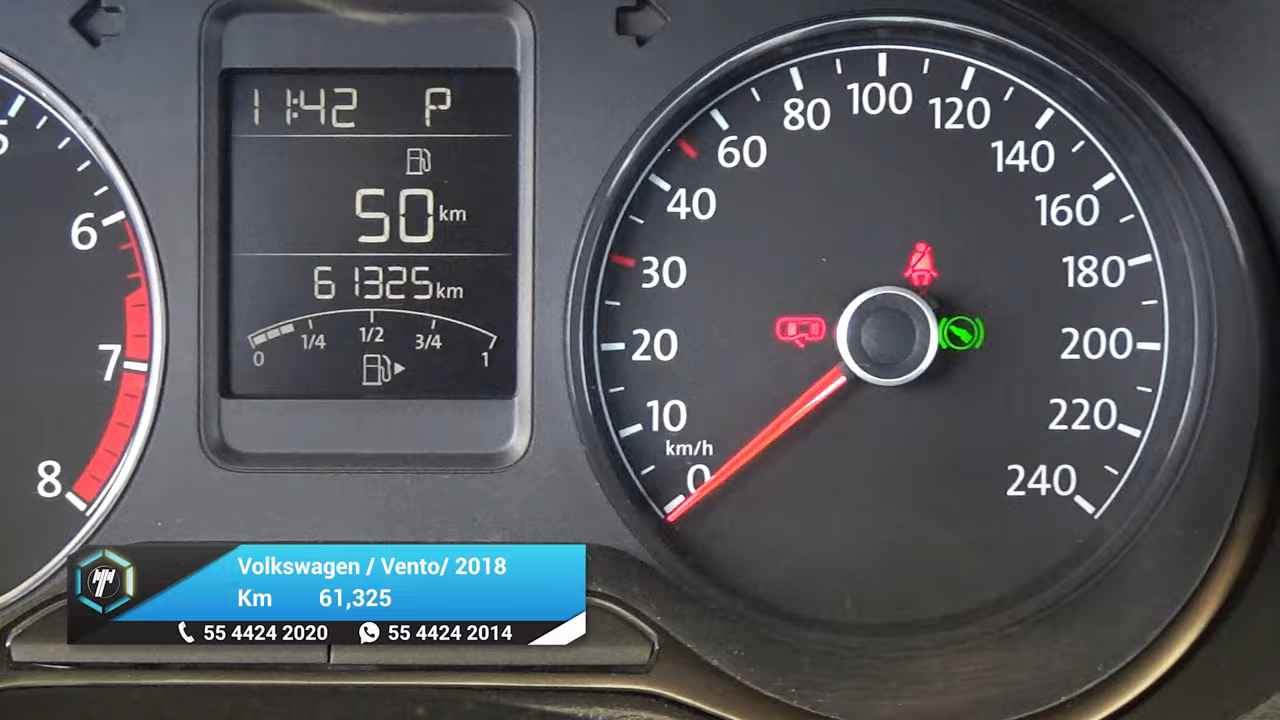 11:42 P
50 km
61325 km
0 1/4 1/2 3/4 1
6
7
8
0
10
20
30
40
60
80
100
120
140
160
180
200
220
240
km/h
Volkswagen / Vento/ 2018
Km 61,325
55 4424 2020 55 4424 2014